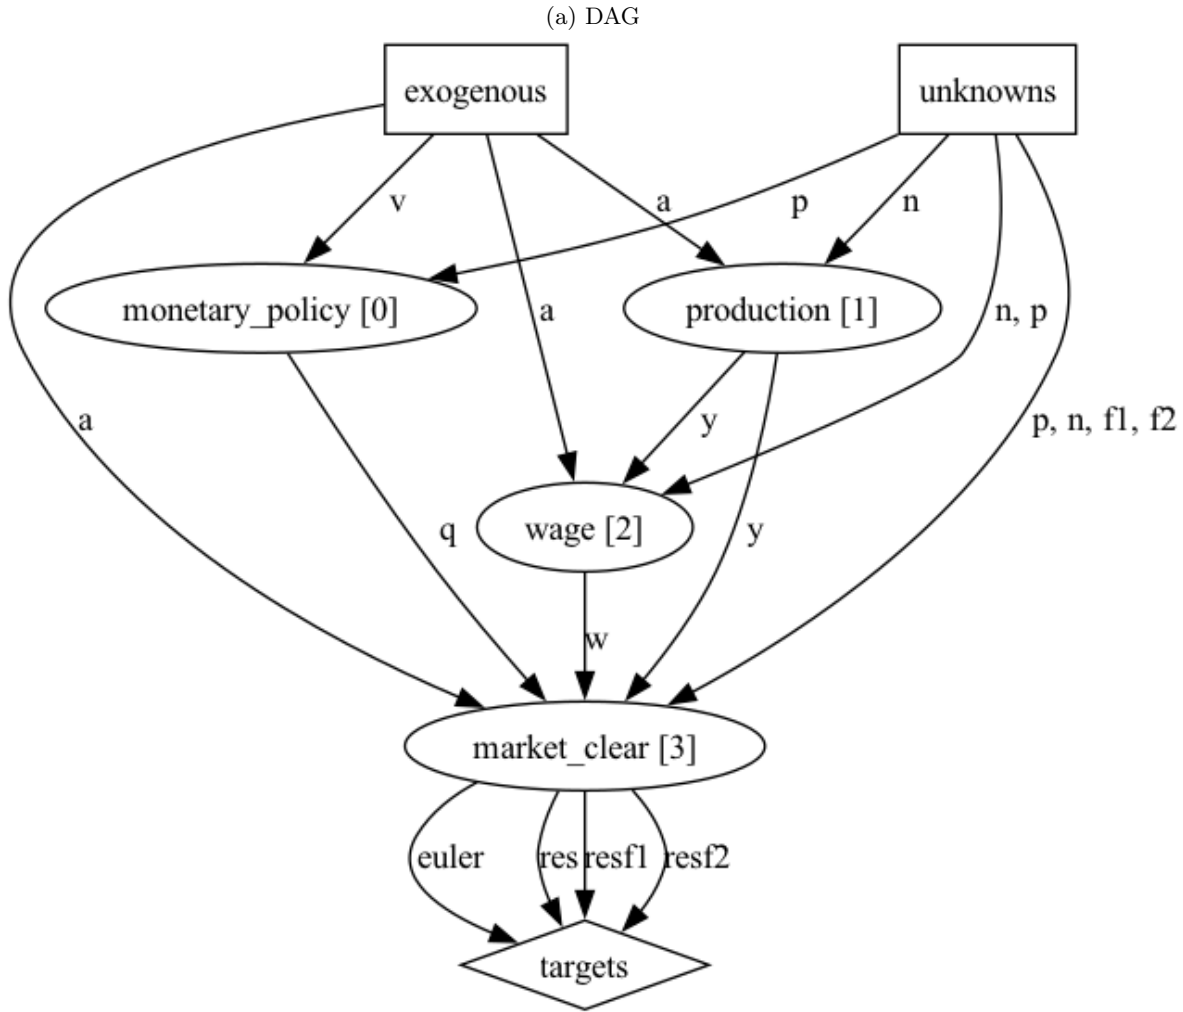 (a) DAG
exogenous
unknowns
v
a
p
n
monetary_policy [0]
a
production [1]
n, p
a
y
p, n, f1, f2
q
wage [2]
y
w
market_clear [3]
euler
res
resf1
resf2
targets